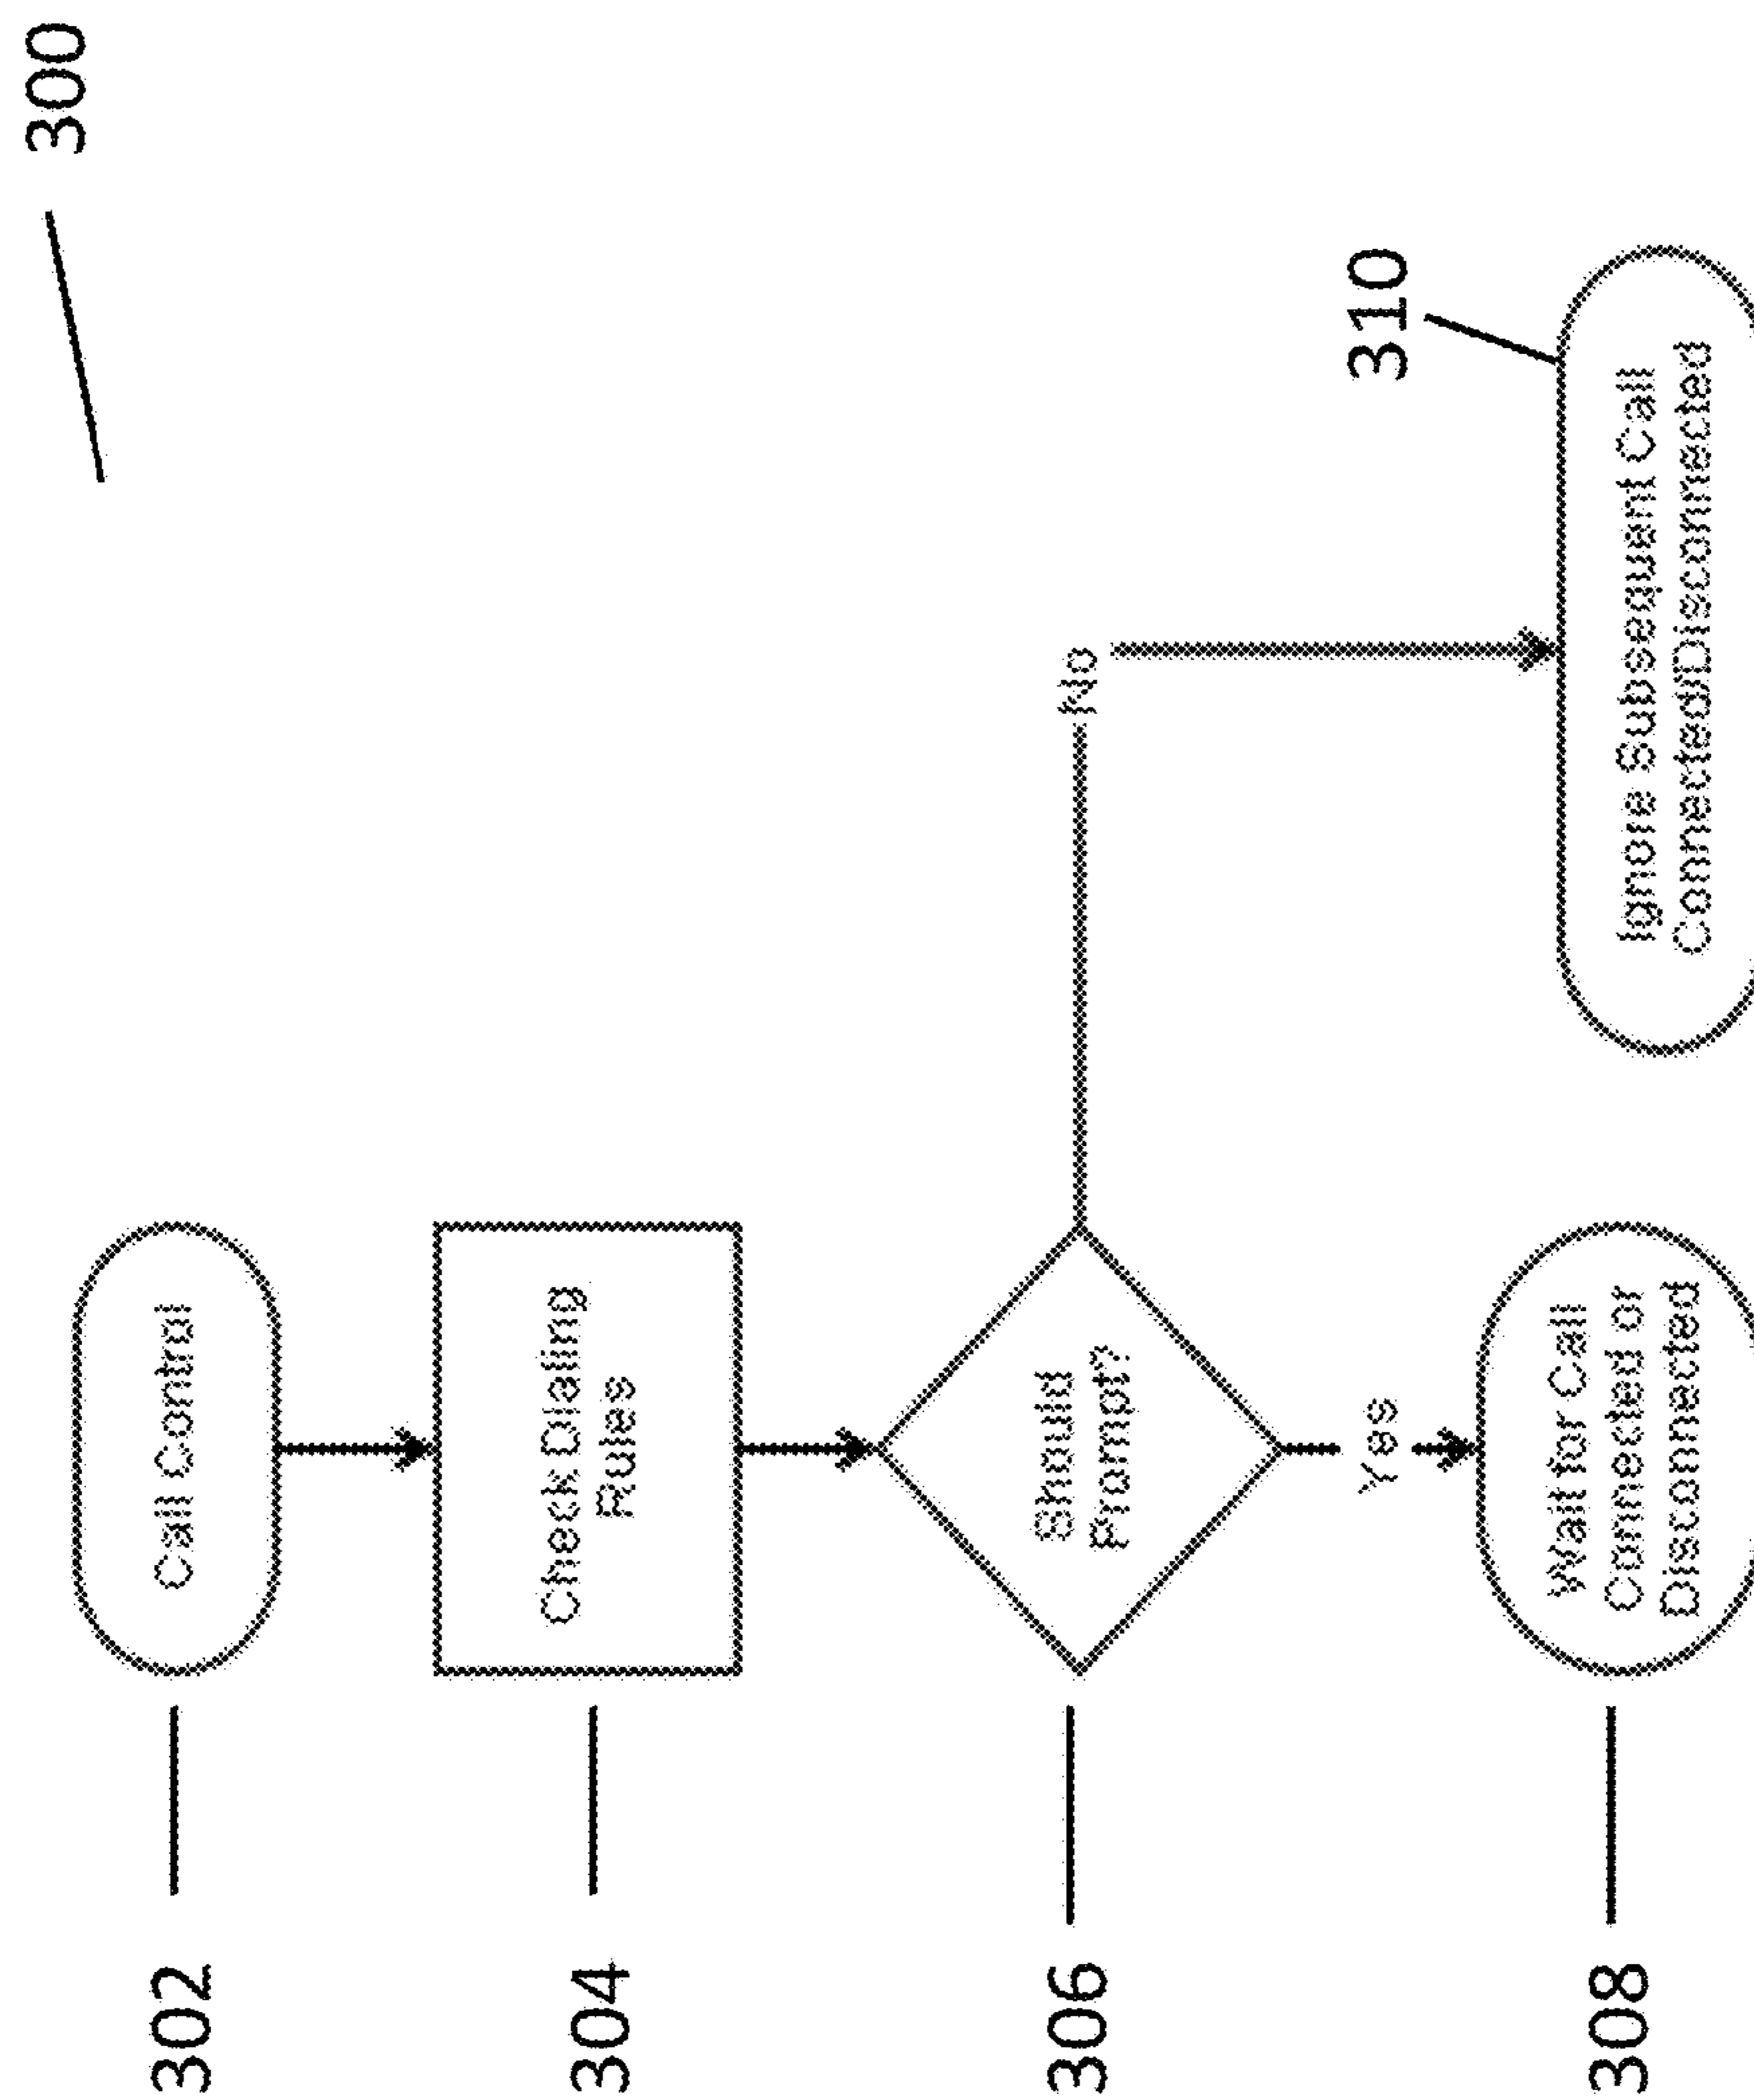 300
302
Call Control
304
Check Dialing
Rules
306
Should
Prompt?
No
Yes
310
308
Wait for Call
Connected or
Disconnected
Ignore Subsequent Call
Connected/Disconnected